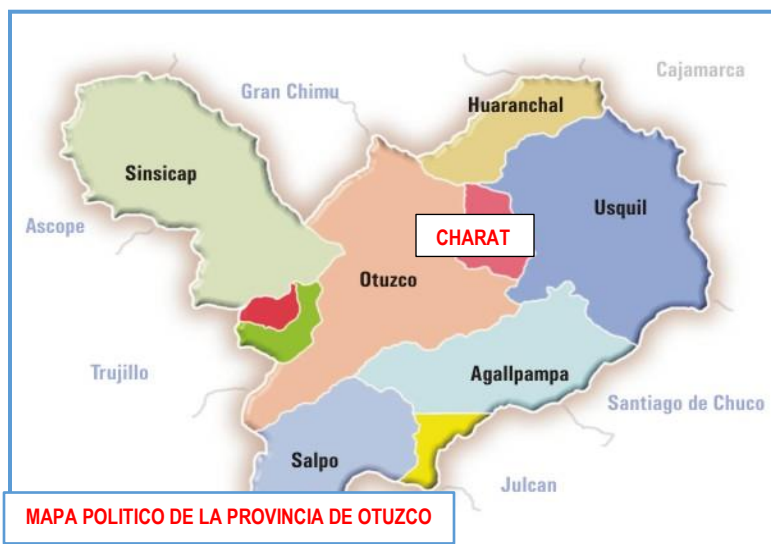 Cajamarca
Gran Chimu
Huaranchal
Sinsicap
Usquil
Ascope
CHARAT
Otuzco
Trujillo
Agallpampa
Santiago de Chuco
Salpo
Julcan
MAPA POLITICO DE LA PROVINCIA DE OTUZCO